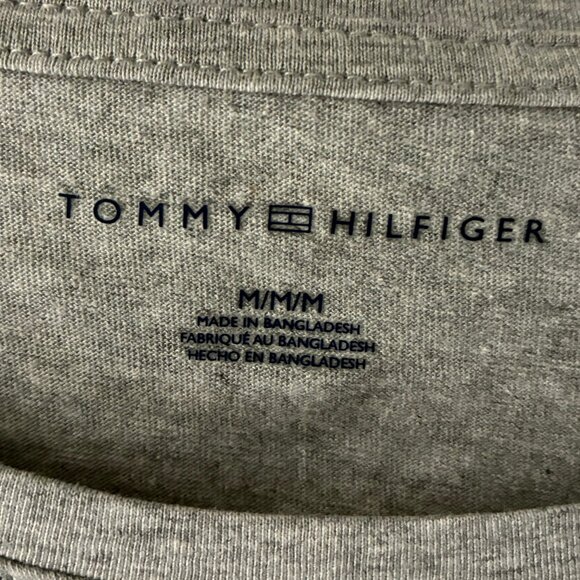 TOMMY HILFIGER
M/M/M
MADE IN BANGLADESH
FABRIQUÉ AU BANGLADESH
HECHO EN BANGLADESH